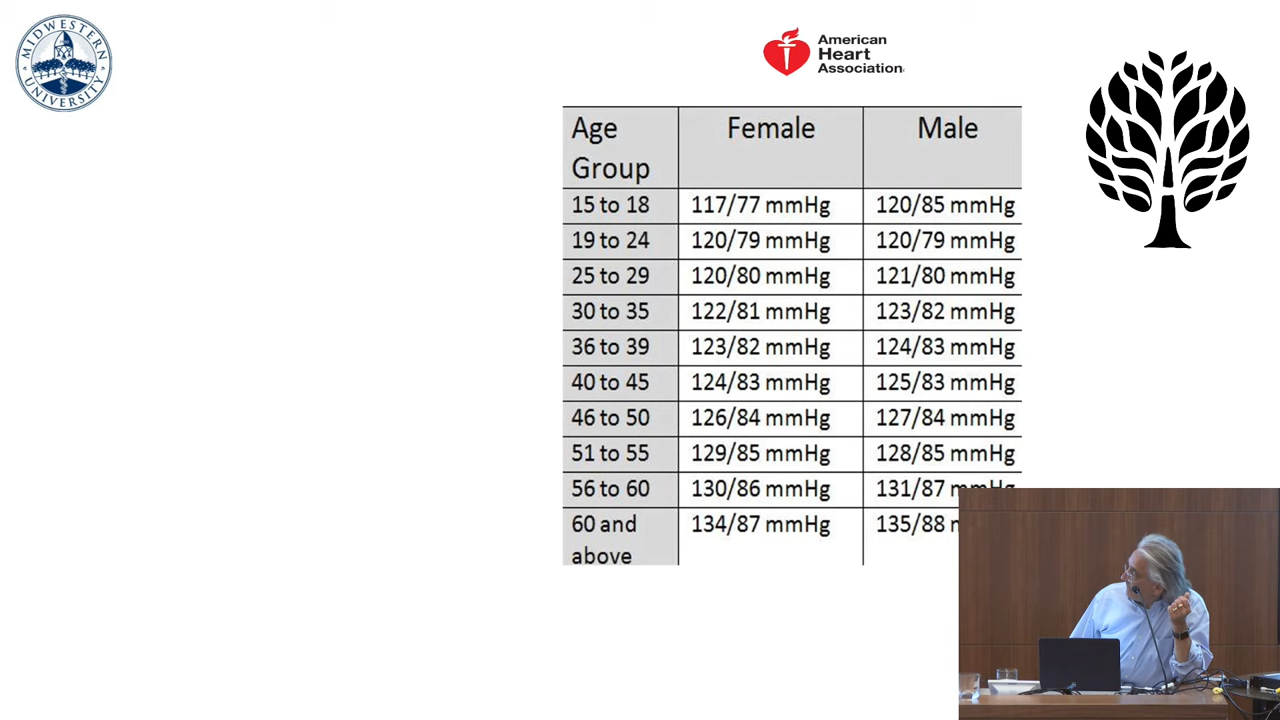 MIDWESTERN
UNIVERSITY
American
Heart
Association.
Age Group Female Male
15 to 18 117/77 mmHg 120/85 mmHg
19 to 24 120/79 mmHg 120/79 mmHg
25 to 29 120/80 mmHg 121/80 mmHg
30 to 35 122/81 mmHg 123/82 mmHg
36 to 39 123/82 mmHg 124/83 mmHg
40 to 45 124/83 mmHg 125/83 mmHg
46 to 50 126/84 mmHg 127/84 mmHg
51 to 55 129/85 mmHg 128/85 mmHg
56 to 60 130/86 mmHg 131/87 mmHg
60 and above 134/87 mmHg 135/88